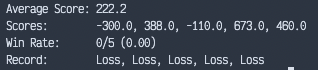 Average Score: 222.2
Scores:        -300.0, 388.0, -110.0, 673.0, 460.0
Win Rate:      0/5 (0.00)
Record:        Loss, Loss, Loss, Loss, Loss